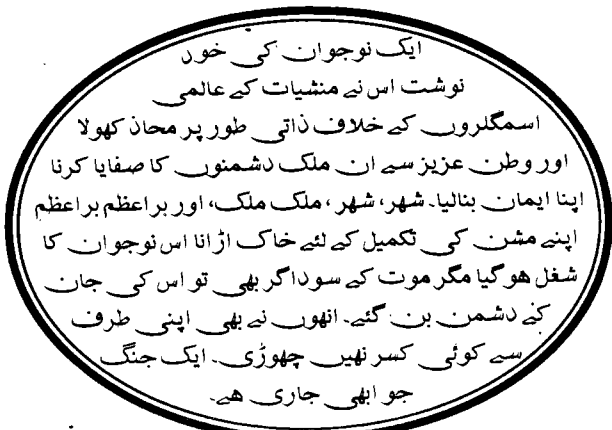 ایک نوجوان کی خود
نوشت اس نے منشیات کے عالمی
اسمگلروں کے خلاف ذاتی طور پر محاذ کھولا
اور وطن عزیز سے ان ملک دشمنوں کا صفایا کرنا
اپنا ایمان بنالیا۔ شہر، شہر، ملک ملک، اور براعظم براعظم
اپنے مشن کی تکمیل کے لئے خاک اڑانا اس نوجوان کا
شغل ہوگیا مگر موت کے سوداگر بھی تو اس کی جان
کے دشمن بن گئے۔ انھوں نے بھی اپنی طرف
سے کوئی کسر نہیں چھوڑی۔ ایک جنگ
جو ابھی جاری ہے۔